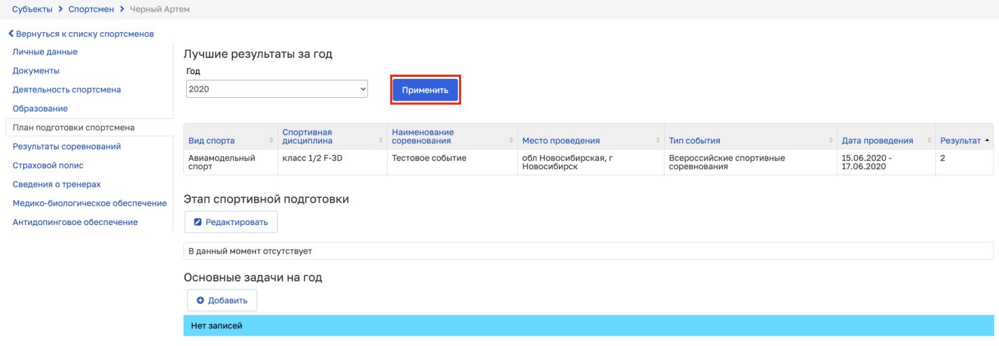 Субъекты > Спортсмен > Черный Артем
Вернуться к списку спортсменов
Личные данные
Документы
Деятельность спортсмена
Образование
План подготовки спортсмена
Результаты соревнований
Страховой полис
Сведения о тренерах
Медико-биологическое обеспечение
Антидопинговое обеспечение
Лучшие результаты за год
Год
2020
Применить
Вид спорта
Спортивная
дисциплина
Наименование
соревнования
Место проведения
Тип события
Дата проведения
Результат
Авиамодельный
спорт
класс 1/2 F-3D
Тестовое событие
обл Новосибирская, г
Новосибирск
Всероссийские спортивные
соревнования
15.06.2020 -
17.06.2020
2
Этап спортивной подготовки
Редактировать
В данный момент отсутствует
Основные задачи на год
Добавить
Нет записей